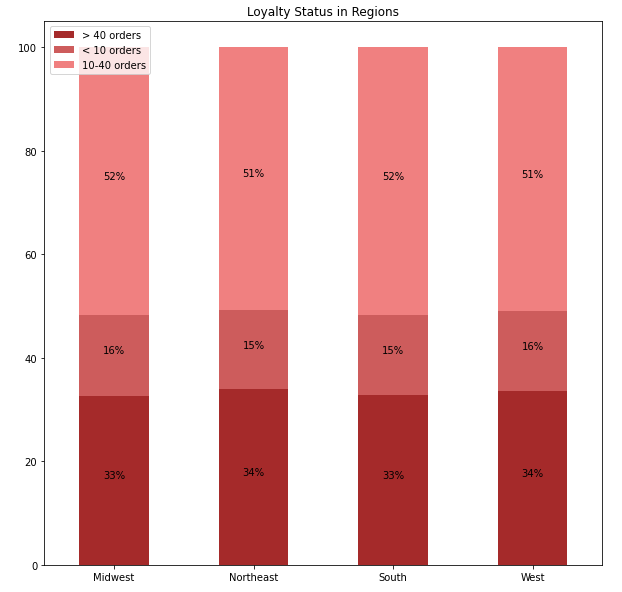 Loyalty Status in Regions
> 40 orders
< 10 orders
10-40 orders
100
80
60
40
20
0
52%
51%
52%
51%
16%
15%
15%
16%
33%
34%
33%
34%
Midwest
Northeast
South
West